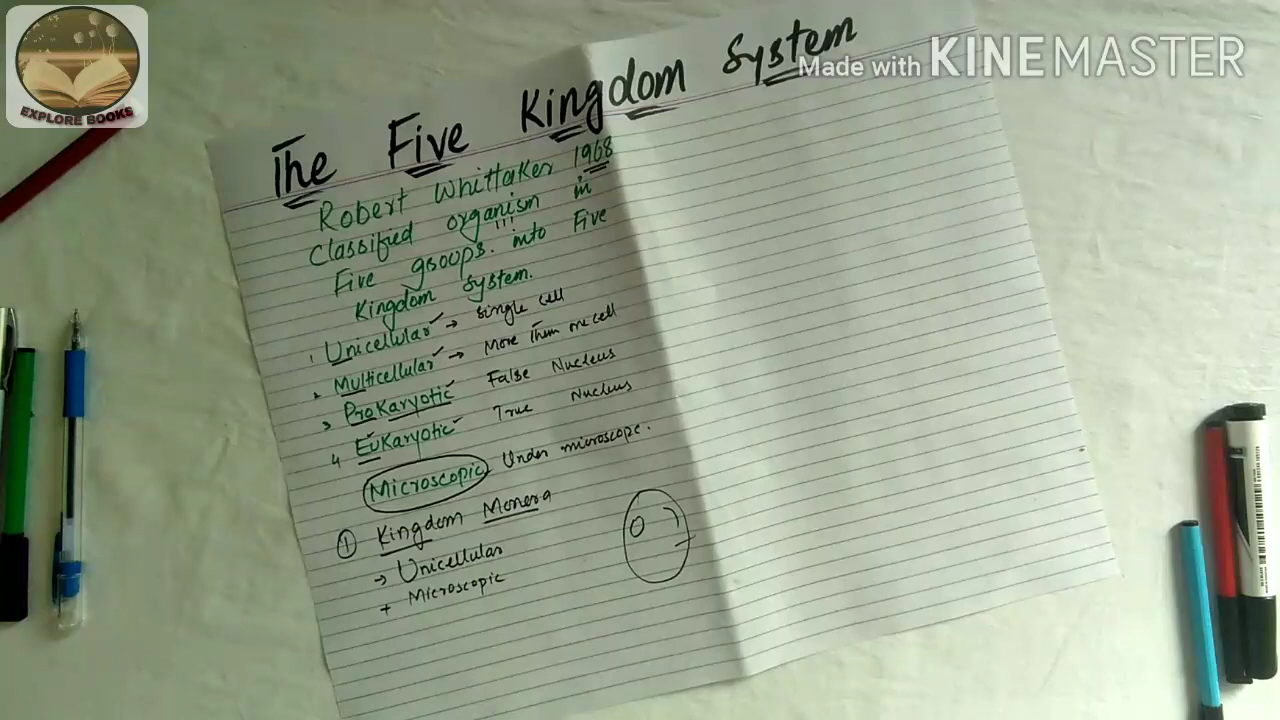 EXPLORE BOOKS
Made with KINEMASTER
The Five Kingdom System
Robert Whittaker 1968
Classified organism in
Five groups. into Five
Kingdom System.
1 Unicellular → single cell
2 Multicellular → More Them one cell
3 ProKaryotic False Nucleus
4 EuKaryotic True Nucleus
Microscopic Under microscope.
1 Kingdom Monera
→ Unicellular
+ Microscopic